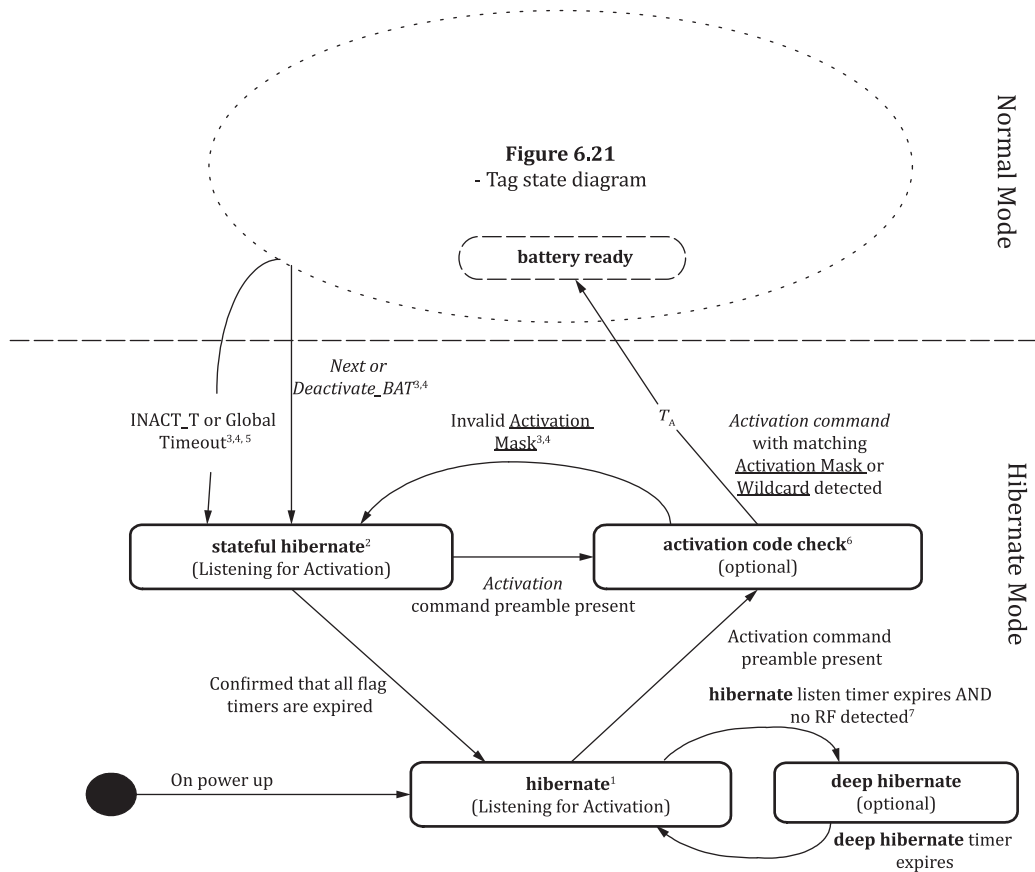 Figure 6.21
- Tag state diagram
Normal Mode
battery ready
Next or
Deactivate_BAT3,4
INACT_T or Global
Timeout3,4, 5
Invalid Activation
Mask3,4
TA
Activation command
with matching
Activation Mask or
Wildcard detected
Hibernate Mode
stateful hibernate2
(Listening for Activation)
activation code check6
(optional)
Activation
command preamble present
Activation command
preamble present
Confirmed that all flag
timers are expired
hibernate listen timer expires AND
no RF detected7
On power up
hibernate1
(Listening for Activation)
deep hibernate
(optional)
deep hibernate timer
expires